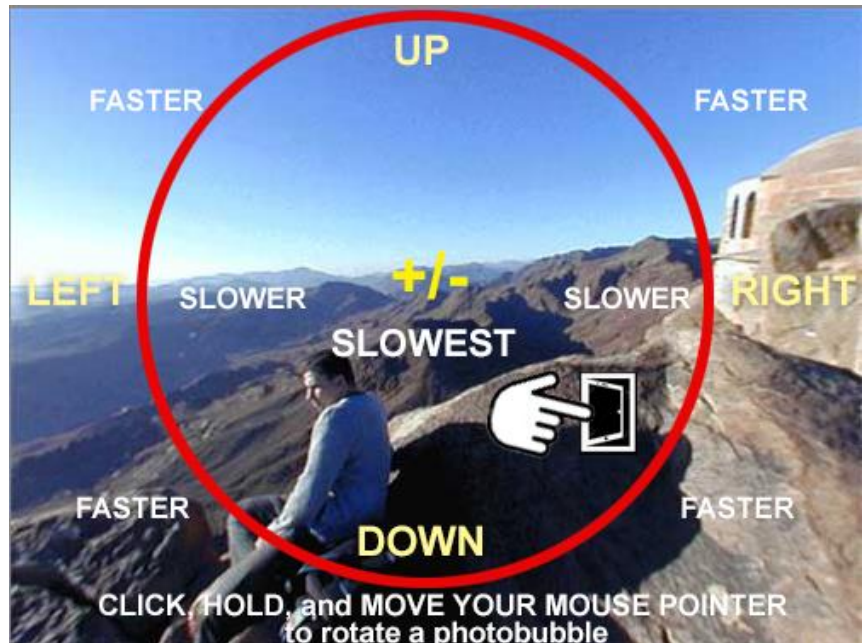 UP
FASTER
FASTER
LEFT
SLOWER
+/-
SLOWER
RIGHT
SLOWEST
FASTER
FASTER
DOWN
CLICK, HOLD, and MOVE YOUR MOUSE POINTER
to rotate a photobubble